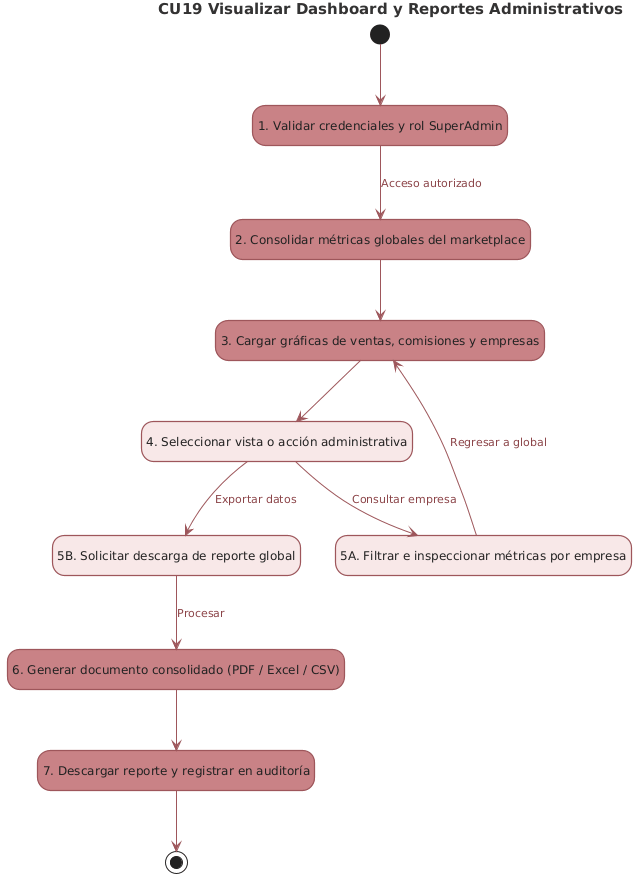 CU19 Visualizar Dashboard y Reportes Administrativos
1. Validar credenciales y rol SuperAdmin
Acceso autorizado
2. Consolidar métricas globales del marketplace
3. Cargar gráficas de ventas, comisiones y empresas
4. Seleccionar vista o acción administrativa
Regresar a global
Exportar datos
Consultar empresa
5B. Solicitar descarga de reporte global
5A. Filtrar e inspeccionar métricas por empresa
Procesar
6. Generar documento consolidado (PDF / Excel / CSV)
7. Descargar reporte y registrar en auditoría